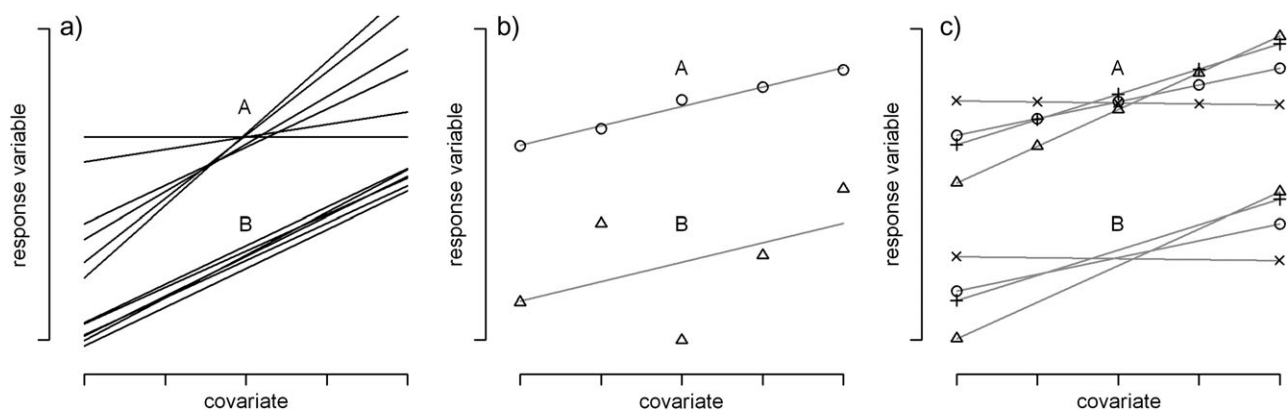 a)
A
B
response variable
covariate
b)
A
B
response variable
covariate
c)
A
B
response variable
covariate